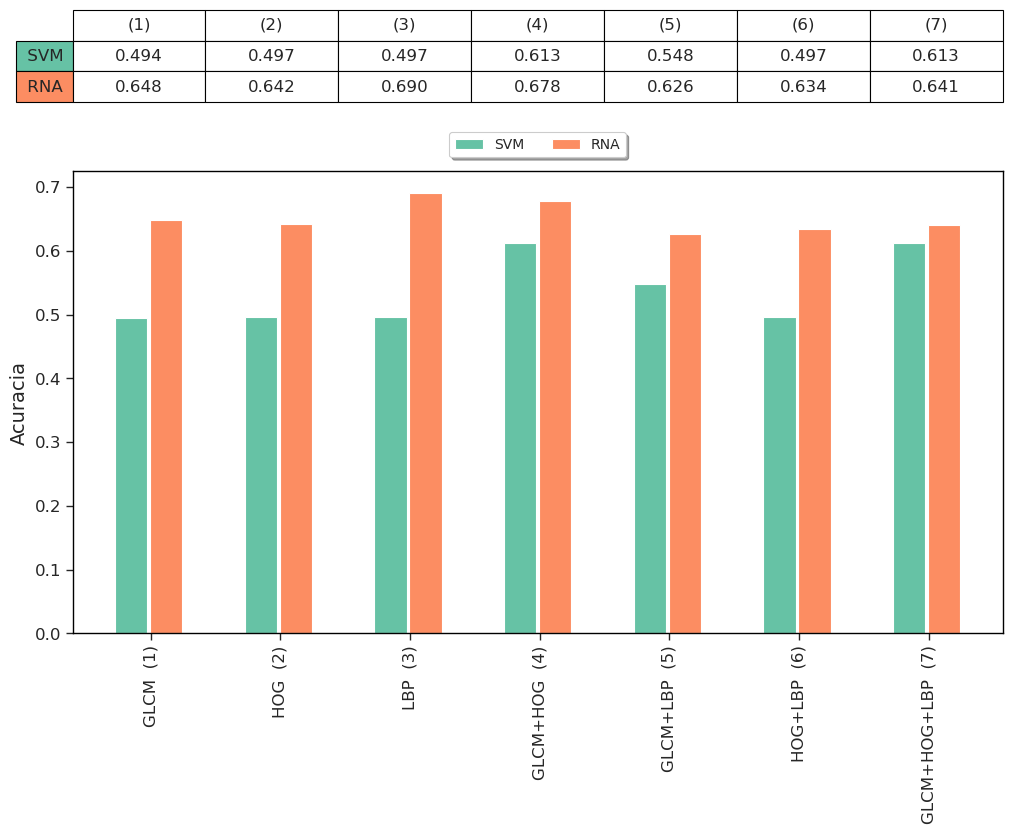 (1) (2) (3) (4) (5) (6) (7)
SVM 0.494 0.497 0.497 0.613 0.548 0.497 0.613
RNA 0.648 0.642 0.690 0.678 0.626 0.634 0.641
SVM RNA
Acuracia
0.7
0.6
0.5
0.4
0.3
0.2
0.1
0.0
GLCM (1)
HOG (2)
LBP (3)
GLCM+HOG (4)
GLCM+LBP (5)
HOG+LBP (6)
GLCM+HOG+LBP (7)